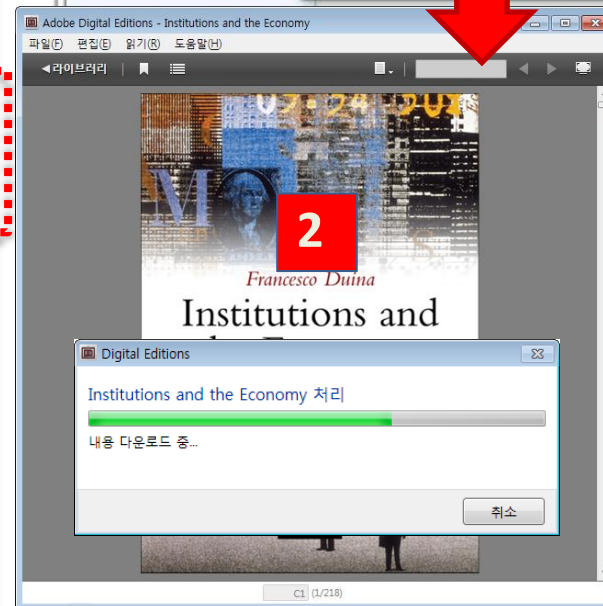 Adobe Digital Editions - Institutions and the Economy
파일(F) 편집(E) 읽기(R) 도움말(H)
◀라이브러리
2
Francesco Duina
Institutions and
Digital Editions
Institutions and the Economy 처리
내용 다운로드 중...
취소
C1 (1/218)